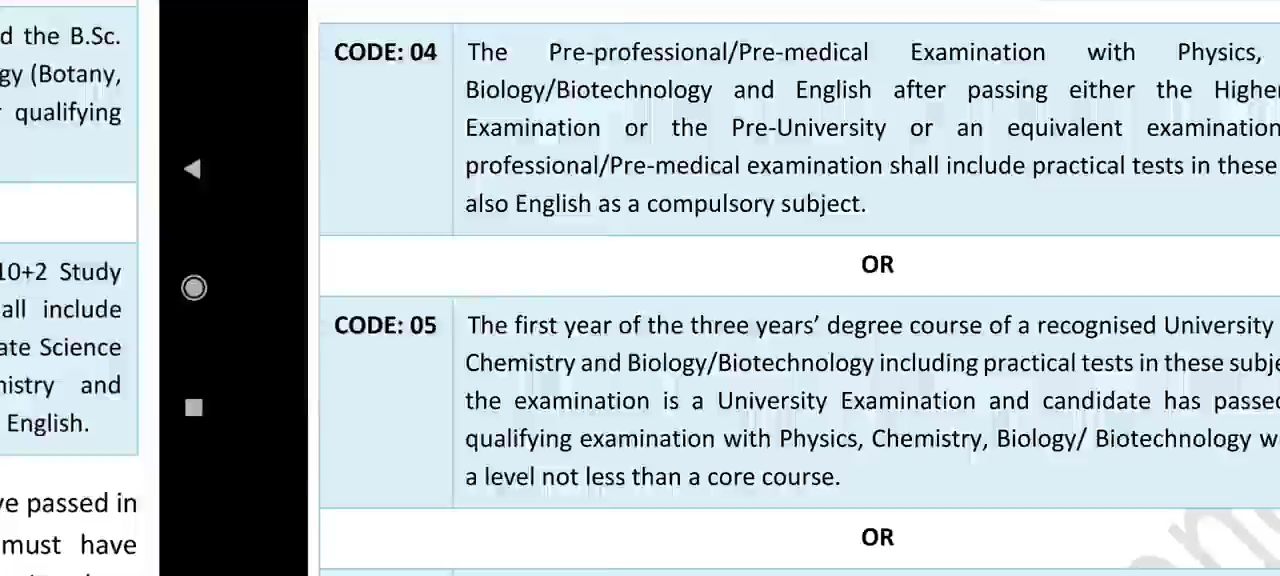 d the B.Sc.
gy (Botany,
qualifying
10+2 Study
all include
ate Science
nistry and
English.
ve passed in
must have
CODE: 04
The Pre-professional/Pre-medical Examination with Physics,
Biology/Biotechnology and English after passing either the Higher
Examination or the Pre-University or an equivalent examination
professional/Pre-medical examination shall include practical tests in these
also English as a compulsory subject.
OR
CODE: 05
The first year of the three years’ degree course of a recognised University
Chemistry and Biology/Biotechnology including practical tests in these subje
the examination is a University Examination and candidate has passed
qualifying examination with Physics, Chemistry, Biology/ Biotechnology w
a level not less than a core course.
OR